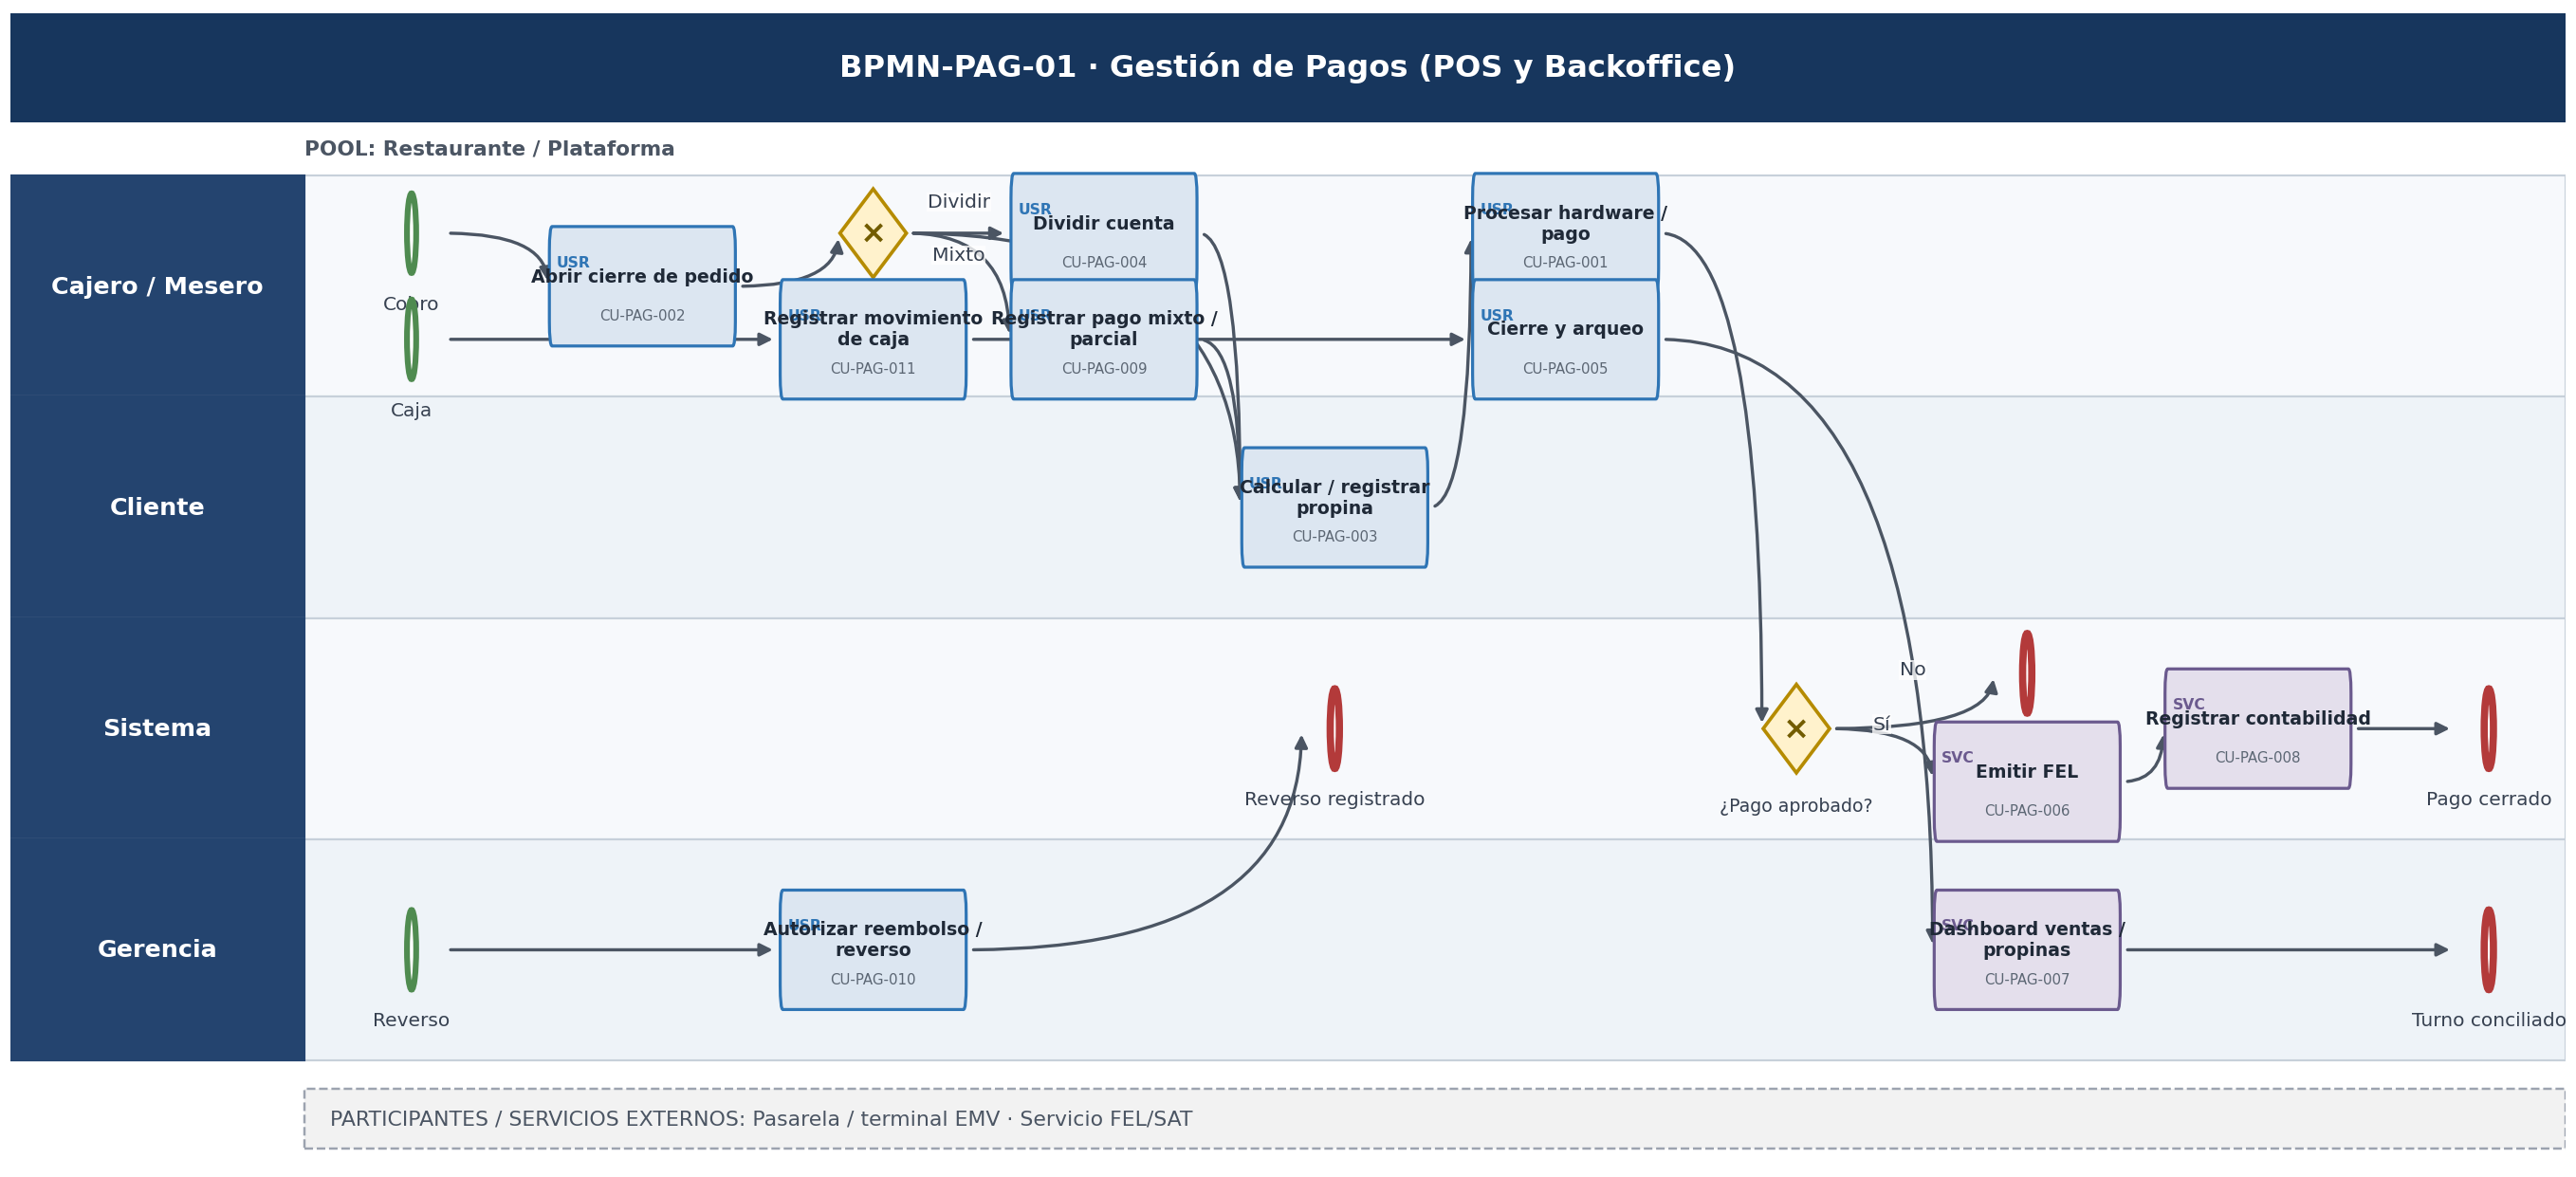 BPMN-PAG-01 · Gestión de Pagos (POS y Backoffice)
POOL: Restaurante / Plataforma
Cajero / Mesero
Cobro
Caja
USR
Abrir cierre de pedido
CU-PAG-002
Dividir
Mixto
USR
Registrar movimiento
de caja
CU-PAG-011
USR
Dividir cuenta
CU-PAG-004
USR
Registrar pago mixto /
parcial
CU-PAG-009
USR
Procesar hardware /
pago
CU-PAG-001
USR
Cierre y arqueo
CU-PAG-005
Cliente
USR
Calcular / registrar
propina
CU-PAG-003
Sistema
Reverso registrado
¿Pago aprobado?
No
Sí
SVC
Emitir FEL
CU-PAG-006
SVC
Registrar contabilidad
CU-PAG-008
Pago cerrado
Gerencia
Reverso
USR
Autorizar reembolso /
reverso
CU-PAG-010
SVC
Dashboard ventas /
propinas
CU-PAG-007
Turno conciliado
PARTICIPANTES / SERVICIOS EXTERNOS: Pasarela / terminal EMV · Servicio FEL/SAT